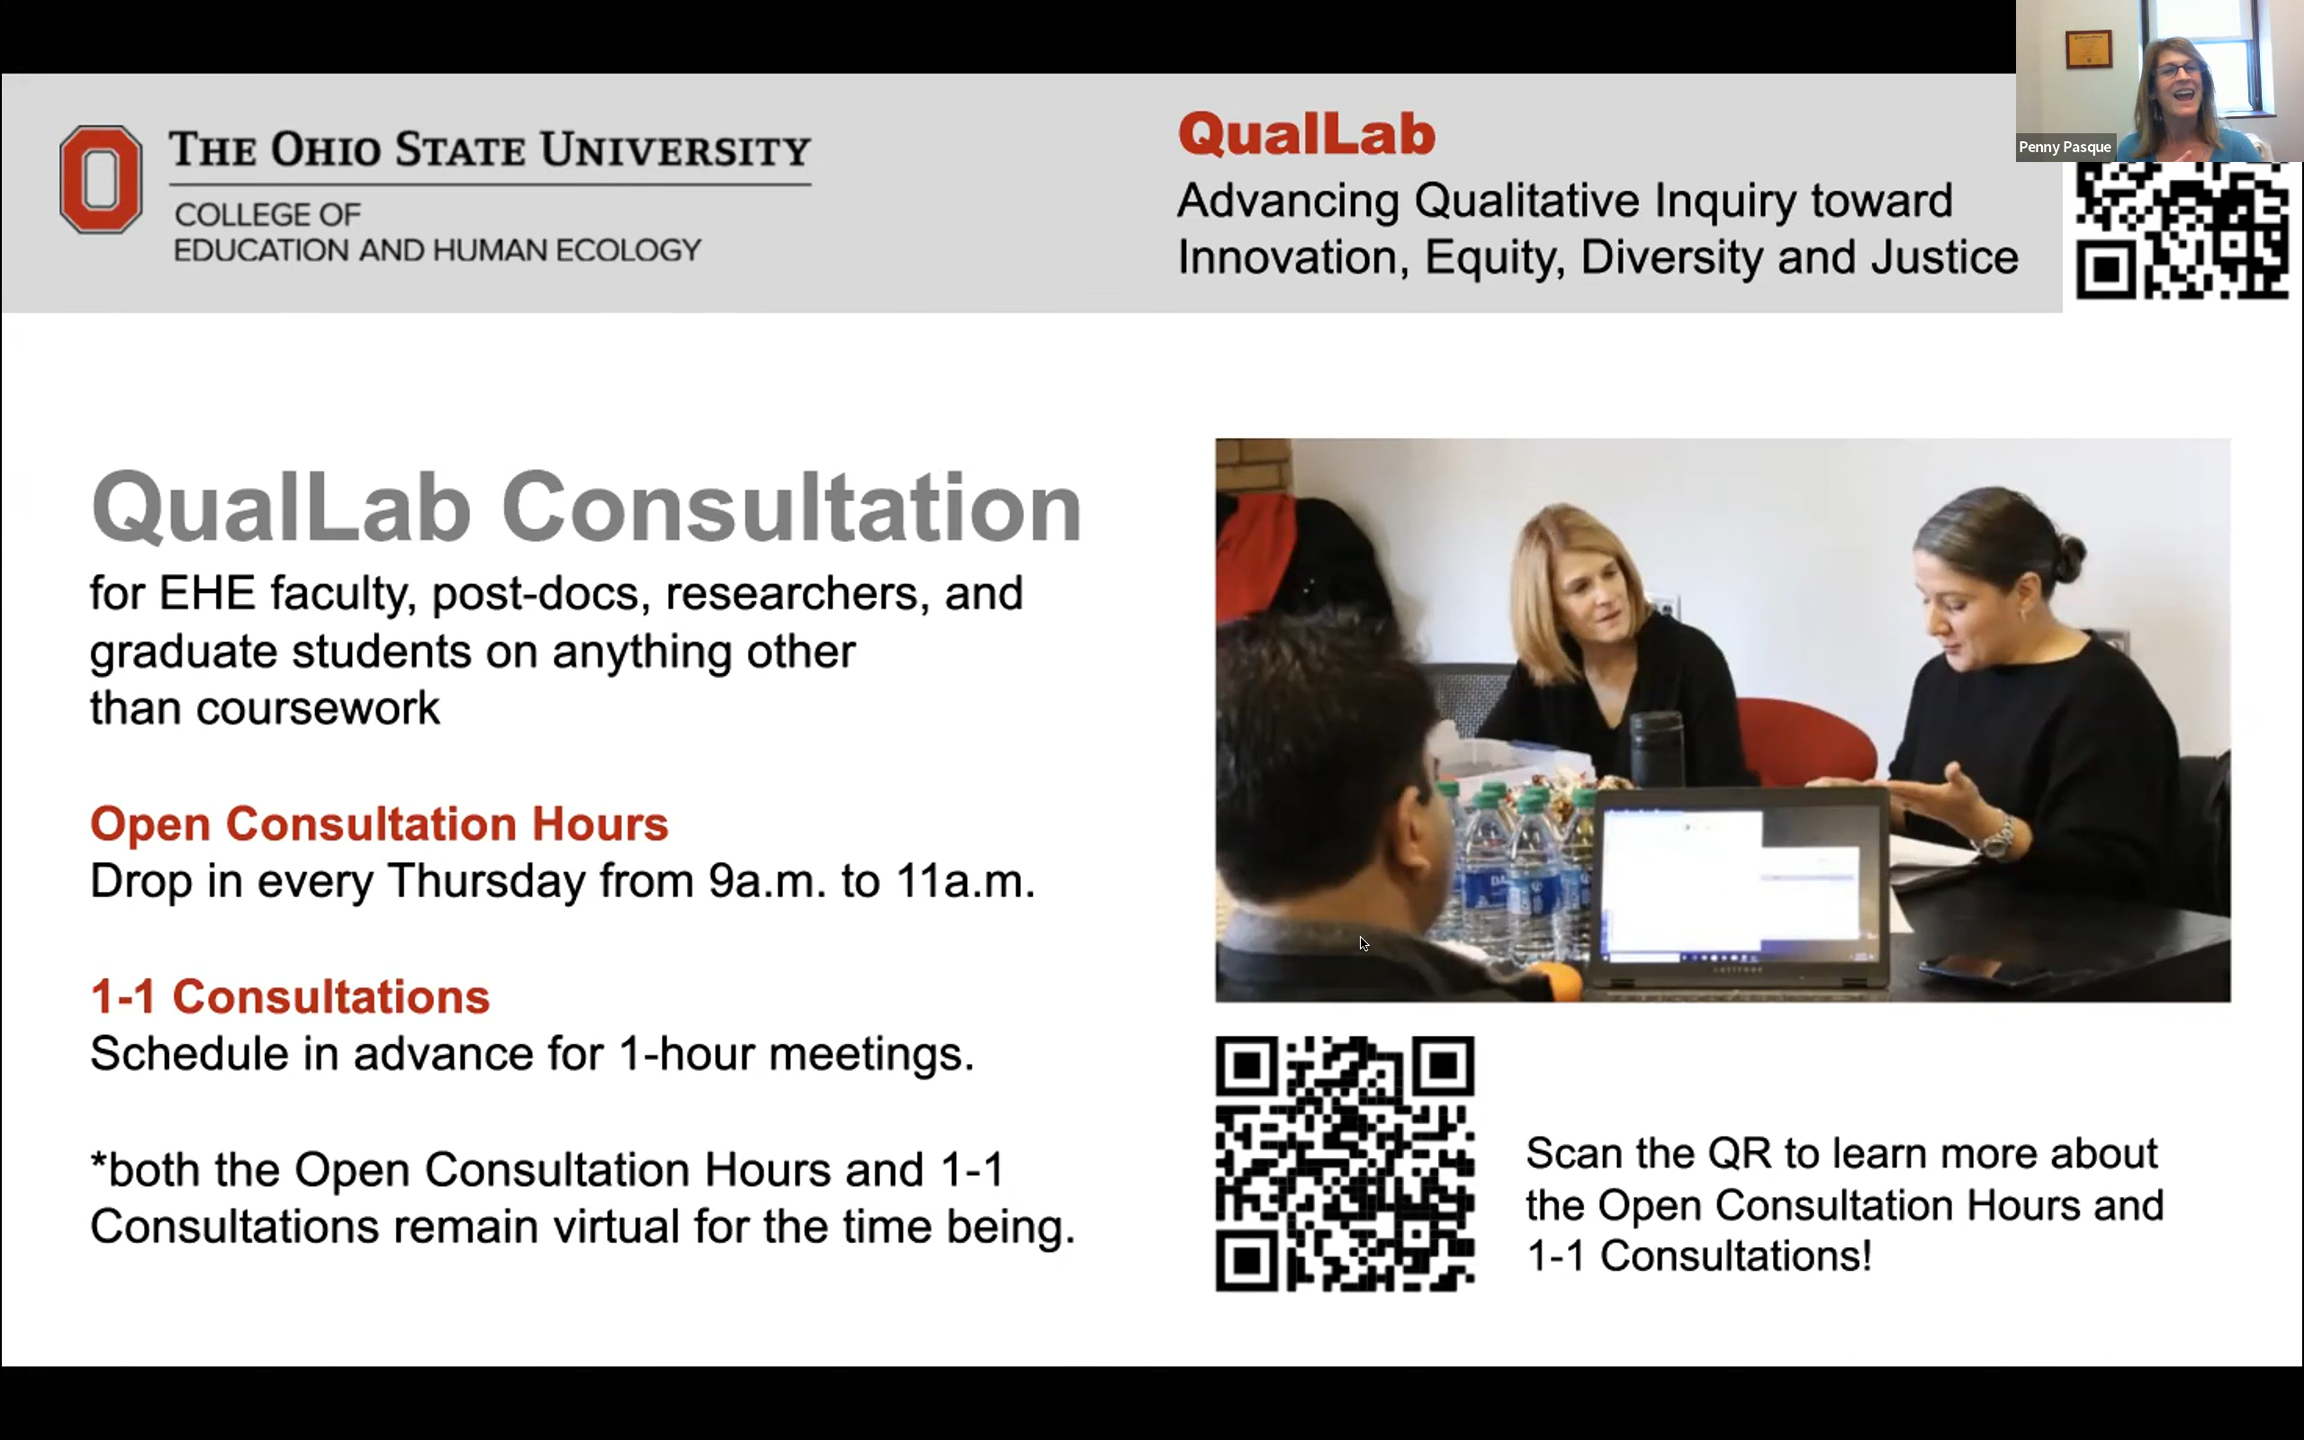 THE OHIO STATE UNIVERSITY
COLLEGE OF
EDUCATION AND HUMAN ECOLOGY
QualLab
Advancing Qualitative Inquiry toward
Innovation, Equity, Diversity and Justice
Penny Pasque
QualLab Consultation
for EHE faculty, post-docs, researchers, and
graduate students on anything other
than coursework
Open Consultation Hours
Drop in every Thursday from 9a.m. to 11a.m.
1-1 Consultations
Schedule in advance for 1-hour meetings.
*both the Open Consultation Hours and 1-1
Consultations remain virtual for the time being.
LATITUDE
Scan the QR to learn more about
the Open Consultation Hours and
1-1 Consultations!